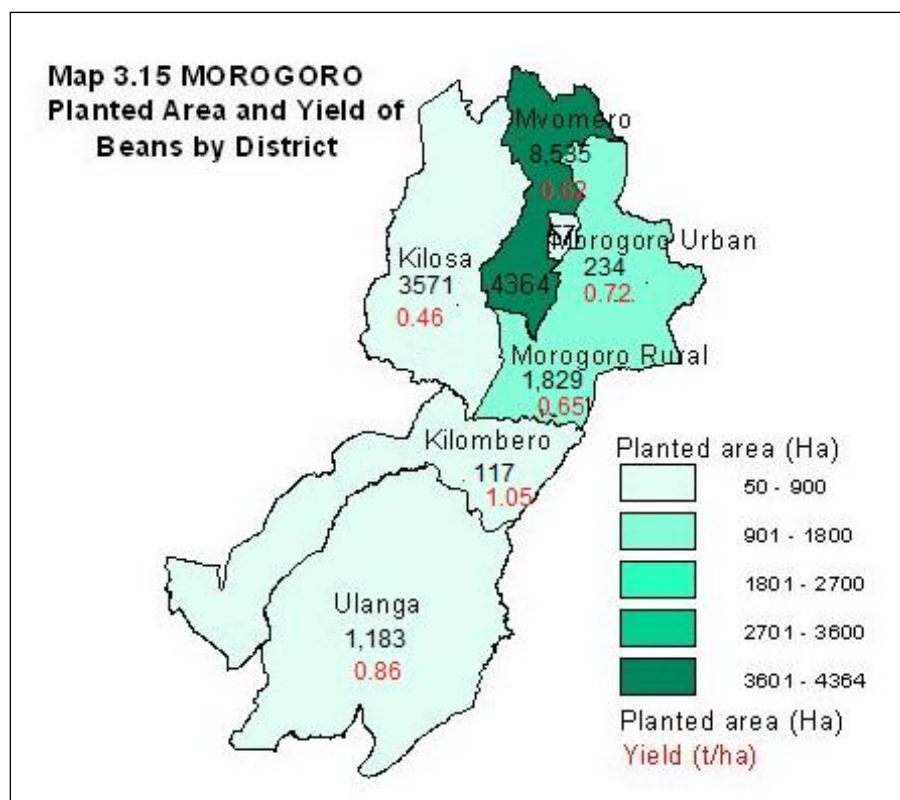 Map 3.15 MOROGORO
Planted Area and Yield of
Beans by District
Mvomero
8,535
0.62
Morogoro Urban
234
0.72
Kilosa
3571
0.46
4364
Morogoro Rural
1,829
0.65
Kilombero
117
1.05
Ulanga
1,183
0.86
Planted area (Ha)
50 - 900
901 - 1800
1801 - 2700
2701 - 3600
3601 - 4364
Planted area (Ha)
Yield (t/ha)